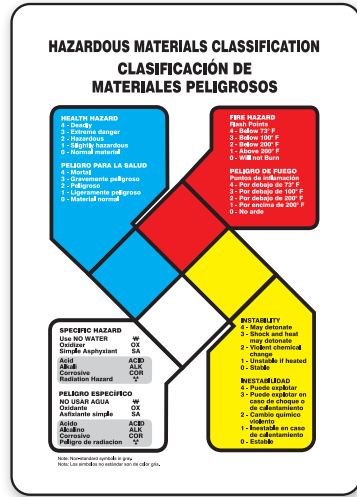 HAZARDOUS MATERIALS CLASSIFICATION
CLASIFICACIÓN DE
MATERIALES PELIGROSOS
HEALTH HAZARD
4 - Deadly
3 - Extreme danger
2 - Hazardous
1 - Slightly hazardous
0 - Normal material
PELIGRO PARA LA SALUD
4 - Mortal
3 - Gravemente peligroso
2 - Peligroso
1 - Ligeramente peligroso
0 - Material normal
FIRE HAZARD
Flash Points
4 - Below 73° F
3 - Below 100° F
2 - Below 200° F
1 - Above 200° F
0 - Will not Burn
PELIGRO DE FUEGO
Puntos de inflamación
4 - Por debajo de 73° F
3 - Por debajo de 100° F
2 - Por debajo de 200° F
1 - Por encima de 200° F
0 - No arde
SPECIFIC HAZARD
Use NO WATER W
Oxidizer OX
Simple Asphyxiant SA
Acid ACID
Alkali ALK
Corrosive COR
Radiation Hazard ☢
PELIGRO ESPECÍFICO
NO USAR AGUA W
Oxidante OX
Asfixiante simple SA
Acido ACID
Alcalino ALK
Corrosivo COR
Peligro de radiacion ☢
INSTABILITY
4 - May detonate
3 - Shock and heat
may detonate
2 - Violent chemical
change
1 - Unstable if heated
0 - Stable
INESTABILIDAD
4 - Puede explotar
3 - Puede explotar en
caso de choque o
de calentamiento
2 - Cambio químico
violento
1 - Inestable en caso
de calentamiento
0 - Estable
Note: Non-standard symbols in gray.
Nota: Los símbolos no estándar son de color gris.